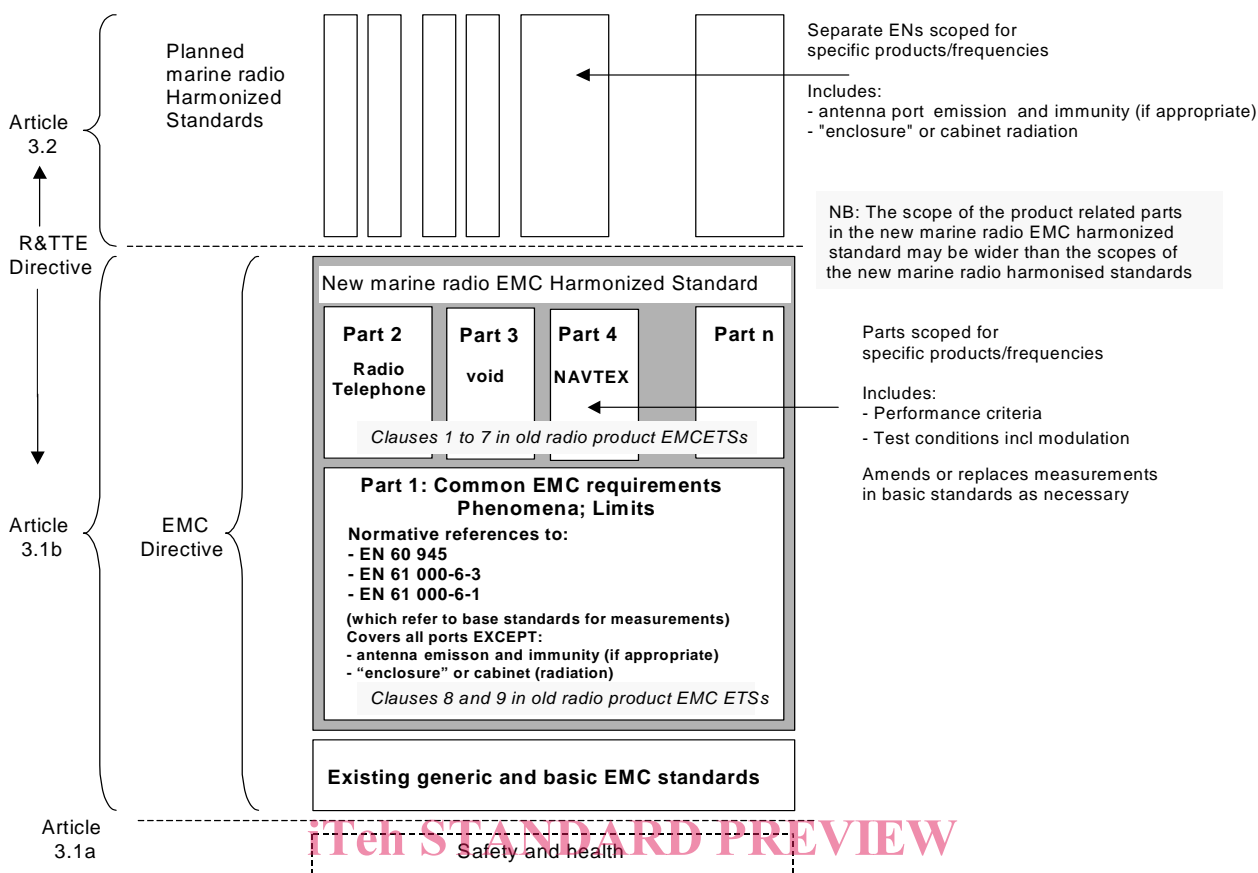 Planned
marine radio
Harmonized
Standards
Separate ENs scoped for
specific products/frequencies
Includes:
- antenna port emission and immunity (if appropriate)
- "enclosure" or cabinet radiation
Article
3.2
NB: The scope of the product related parts
in the new marine radio EMC harmonized
standard may be wider than the scopes of
the new marine radio harmonised standards
R&TTE
Directive
New marine radio EMC Harmonized Standard
Part 2
Radio
Telephone
Part 3
void
Part 4
NAVTEX
Part n
Clauses 1 to 7 in old radio product EMCETSs
Parts scoped for
specific products/frequencies
Includes:
- Performance criteria
- Test conditions incl modulation
Amends or replaces measurements
in basic standards as necessary
Article
3.1b
EMC
Directive
Part 1: Common EMC requirements
Phenomena; Limits
Normative references to:
- EN 60 945
- EN 61 000-6-3
- EN 61 000-6-1
(which refer to base standards for measurements)
Covers all ports EXCEPT:
- antenna emisson and immunity (if appropriate)
- “enclosure” or cabinet (radiation)
Clauses 8 and 9 in old radio product EMC ETSs
Existing generic and basic EMC standards
Article
3.1a
iTeh STANDARD PREVIEW
Safety and health